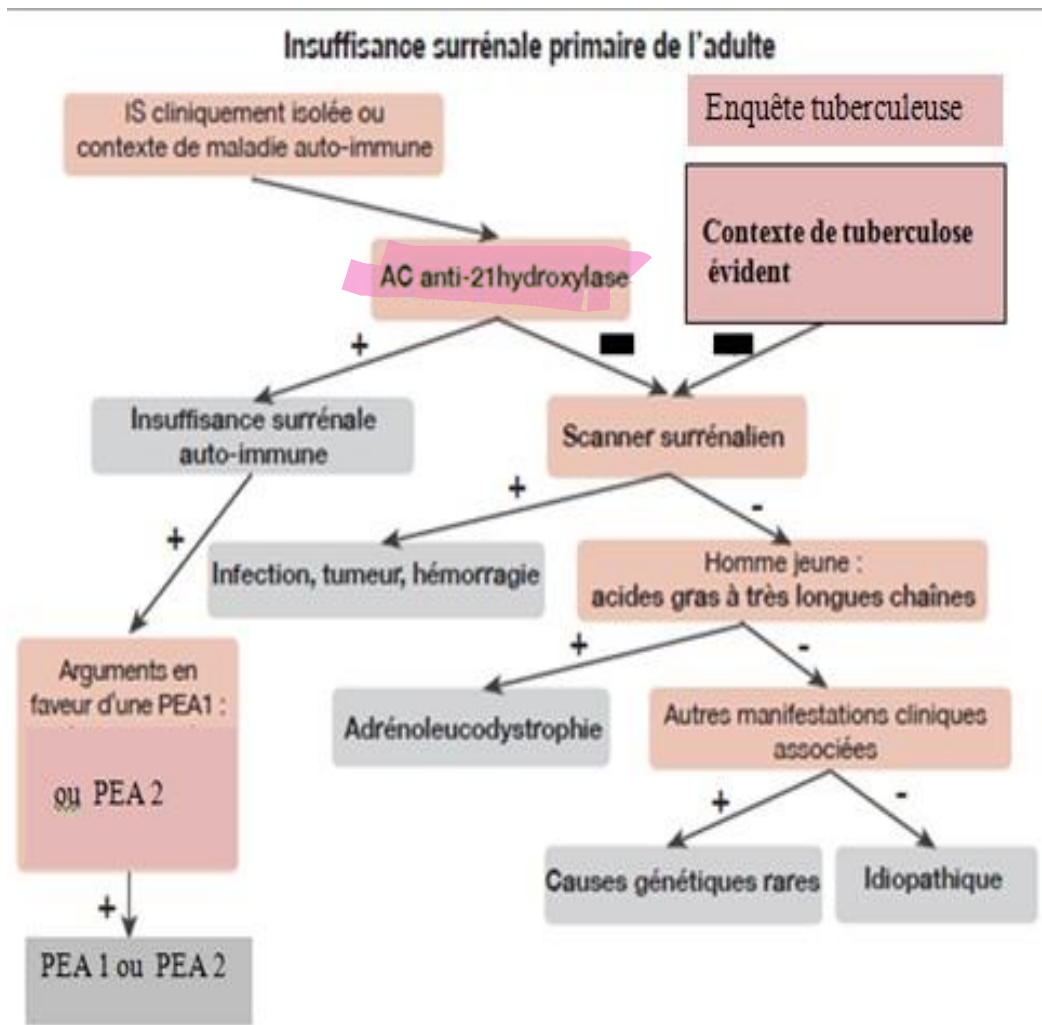 Insuffisance surrénale primaire de l'adulte
IS cliniquement isolée ou
contexte de maladie auto-immune
Enquête tuberculeuse
Contexte de tuberculose
évident
AC anti-21hydroxylase
+
Insuffisance surrénale
auto-immune
Scanner surrénalien
+
+
-
Infection, tumeur, hémorragie
Homme jeune :
acides gras à très longues chaînes
+
-
Arguments en
faveur d'une PEA1 :
ou PEA 2
Adrénoleucodystrophie
Autres manifestations cliniques
associées
+
-
Causes génétiques rares
Idiopathique
+
PEA 1 ou PEA 2